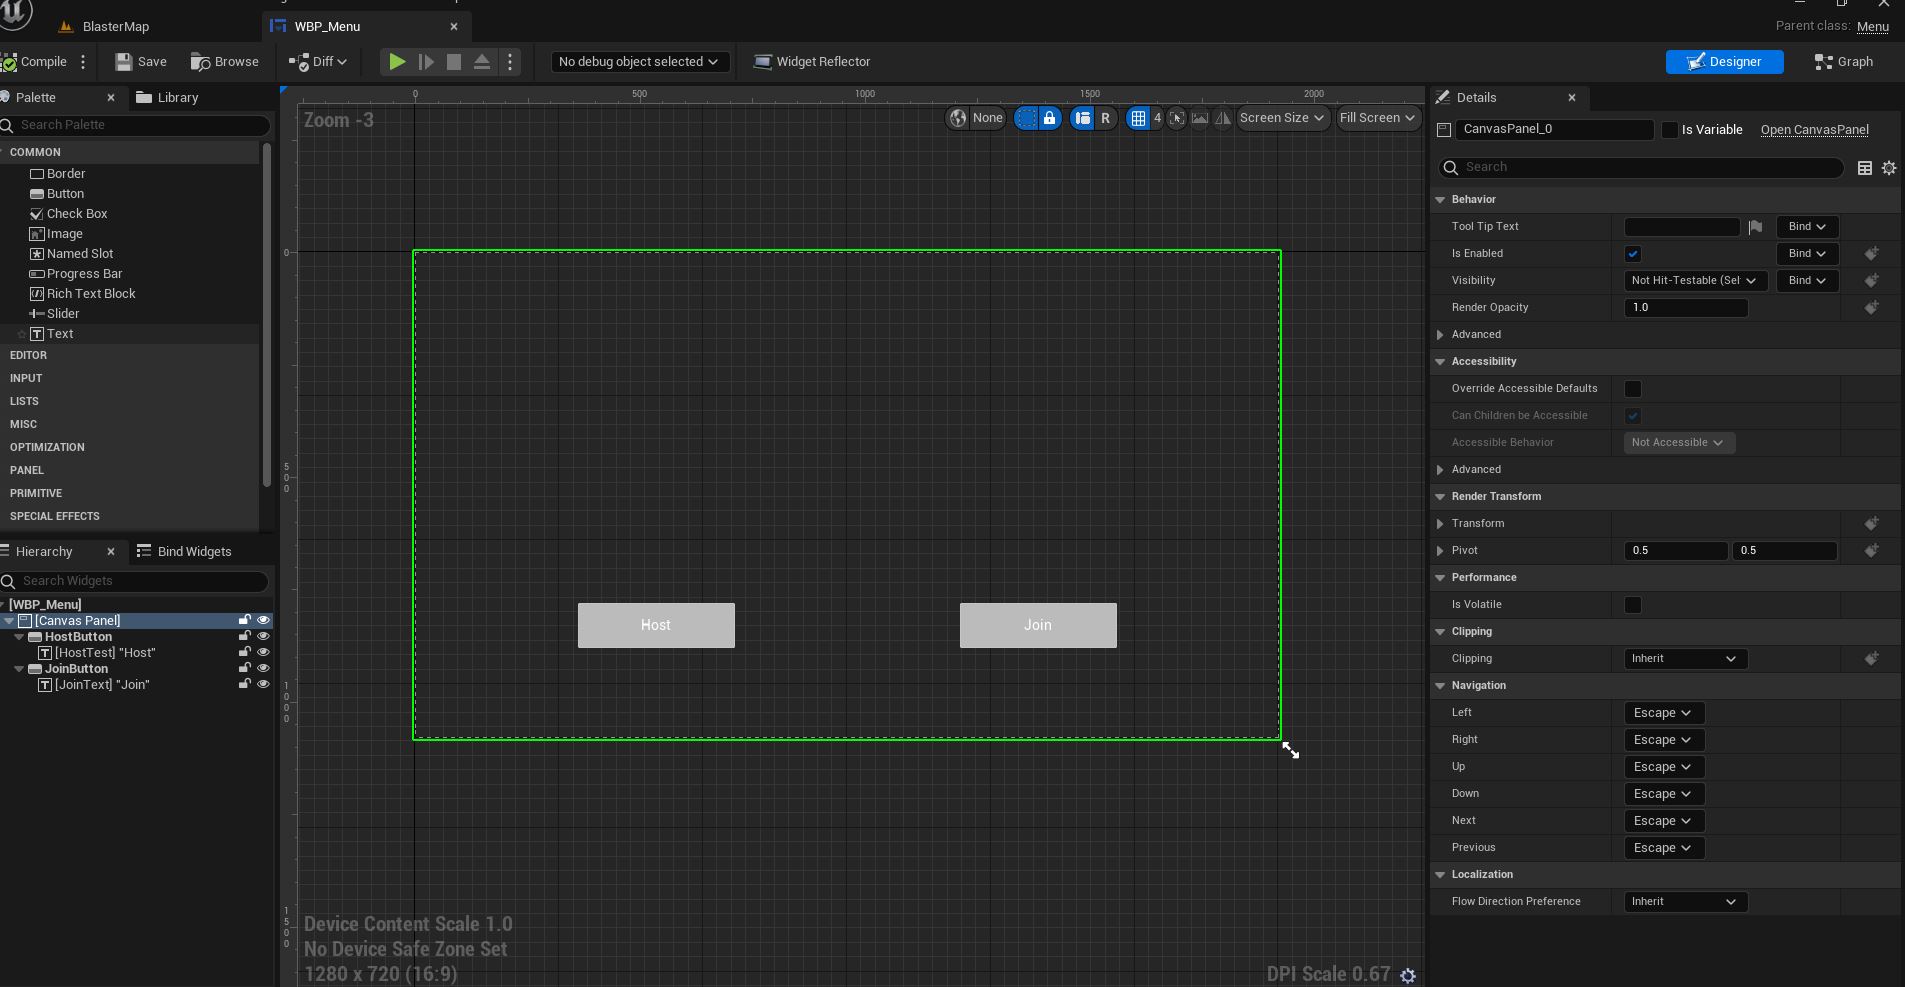 BlasterMap
WBP_Menu
Parent class: Menu
Compile
Save
Browse
Diff
No debug object selected
Widget Reflector
Designer
Graph
Palette
Library
Search Palette
COMMON
Border
Button
Check Box
Image
Named Slot
Progress Bar
Rich Text Block
Slider
Text
EDITOR
INPUT
LISTS
MISC
OPTIMIZATION
PANEL
PRIMITIVE
SPECIAL EFFECTS
Hierarchy
Bind Widgets
Search Widgets
[WBP_Menu]
[Canvas Panel]
HostButton
[HostTest] "Host"
JoinButton
[JoinText] "Join"
0
500
1000
1500
2000
Zoom -3
None
R
4
Screen Size
Fill Screen
0
500
1000
1500
Host
Join
Device Content Scale 1.0
No Device Safe Zone Set
1280 x 720 (16:9)
DPI Scale 0.67
Details
CanvasPanel_0
Is Variable
Open CanvasPanel
Search
Behavior
Tool Tip Text
Bind
Is Enabled
Bind
Visibility
Not Hit-Testable (Sel
Bind
Render Opacity
1.0
Advanced
Accessibility
Override Accessible Defaults
Can Children be Accessible
Accessible Behavior
Not Accessible
Advanced
Render Transform
Transform
Pivot
0.5
0.5
Performance
Is Volatile
Clipping
Clipping
Inherit
Navigation
Left
Escape
Right
Escape
Up
Escape
Down
Escape
Next
Escape
Previous
Escape
Localization
Flow Direction Preference
Inherit